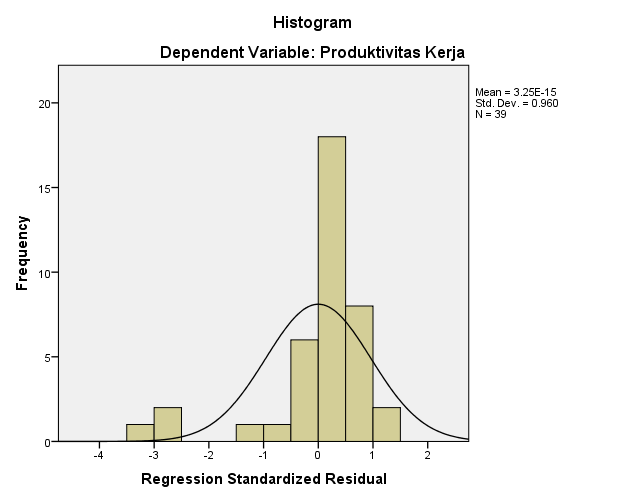 Histogram
Dependent Variable: Produktivitas Kerja
Mean = 3.25E-15
Std. Dev. = 0.960
N = 39
Frequency
20
15
10
5
0
-4 -3 -2 -1 0 1 2
Regression Standardized Residual